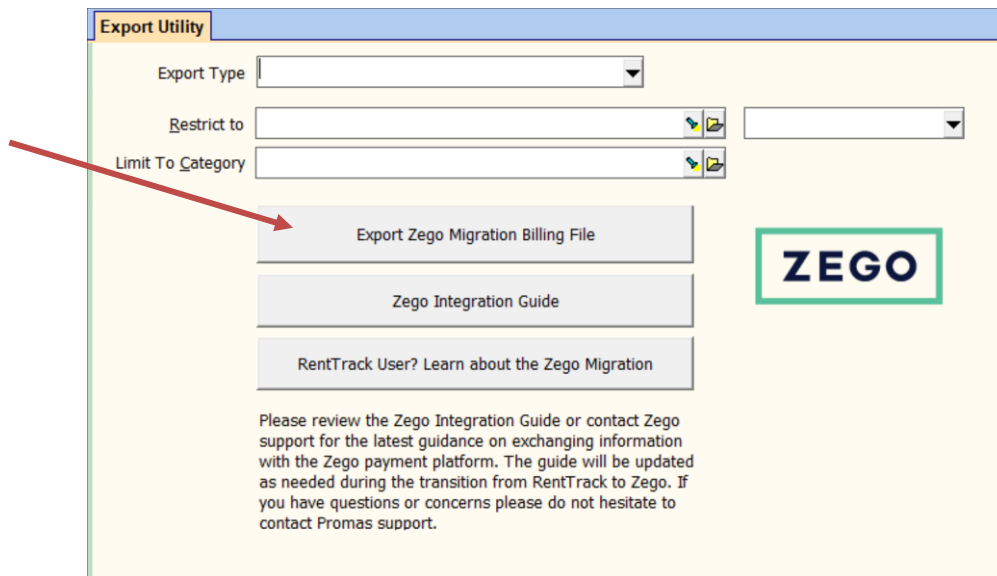 Export Utility
Export Type
Restrict to
Limit To Category
Export Zego Migration Billing File
ZEGO
Zego Integration Guide
RentTrack User? Learn about the Zego Migration
Please review the Zego Integration Guide or contact Zego
support for the latest guidance on exchanging information
with the Zego payment platform. The guide will be updated
as needed during the transition from RentTrack to Zego. If
you have questions or concerns please do not hesitate to
contact Promas support.